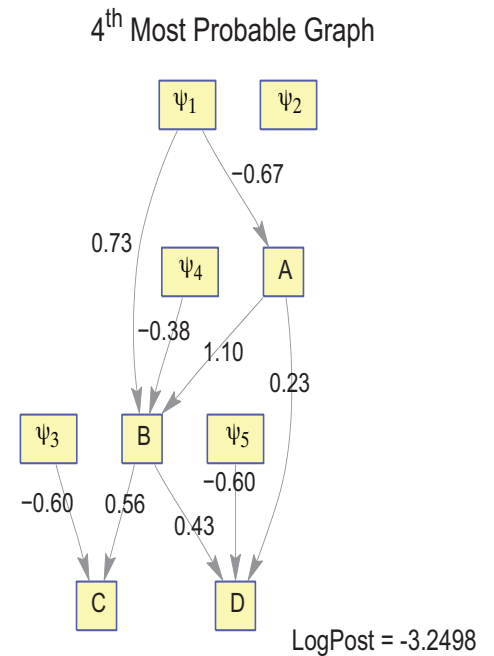 4th Most Probable Graph
ψ1 ψ2
−0.67
0.73
ψ4 A
−0.38
1.10
0.23
ψ3 B ψ5
−0.60 0.56 −0.60
0.43
C D
LogPost = -3.2498